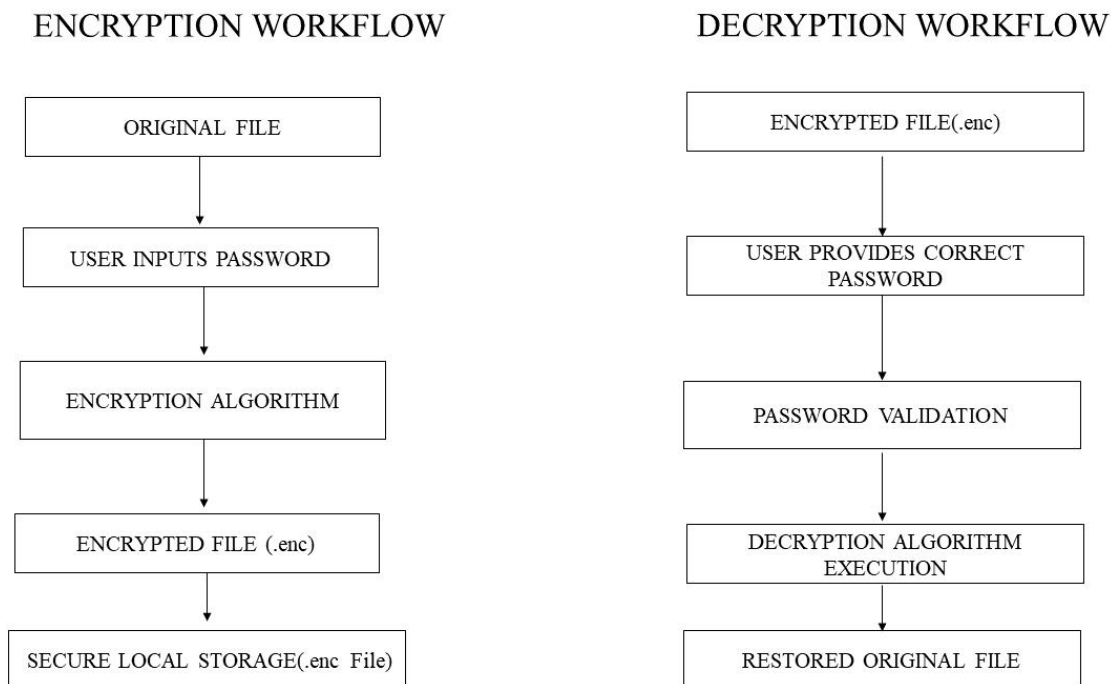 ENCRYPTION WORKFLOW
ORIGINAL FILE
USER INPUTS PASSWORD
ENCRYPTION ALGORITHM
ENCRYPTED FILE (.enc)
SECURE LOCAL STORAGE(.enc File)
DECRYPTION WORKFLOW
ENCRYPTED FILE(.enc)
USER PROVIDES CORRECT
PASSWORD
PASSWORD VALIDATION
DECRYPTION ALGORITHM
EXECUTION
RESTORED ORIGINAL FILE